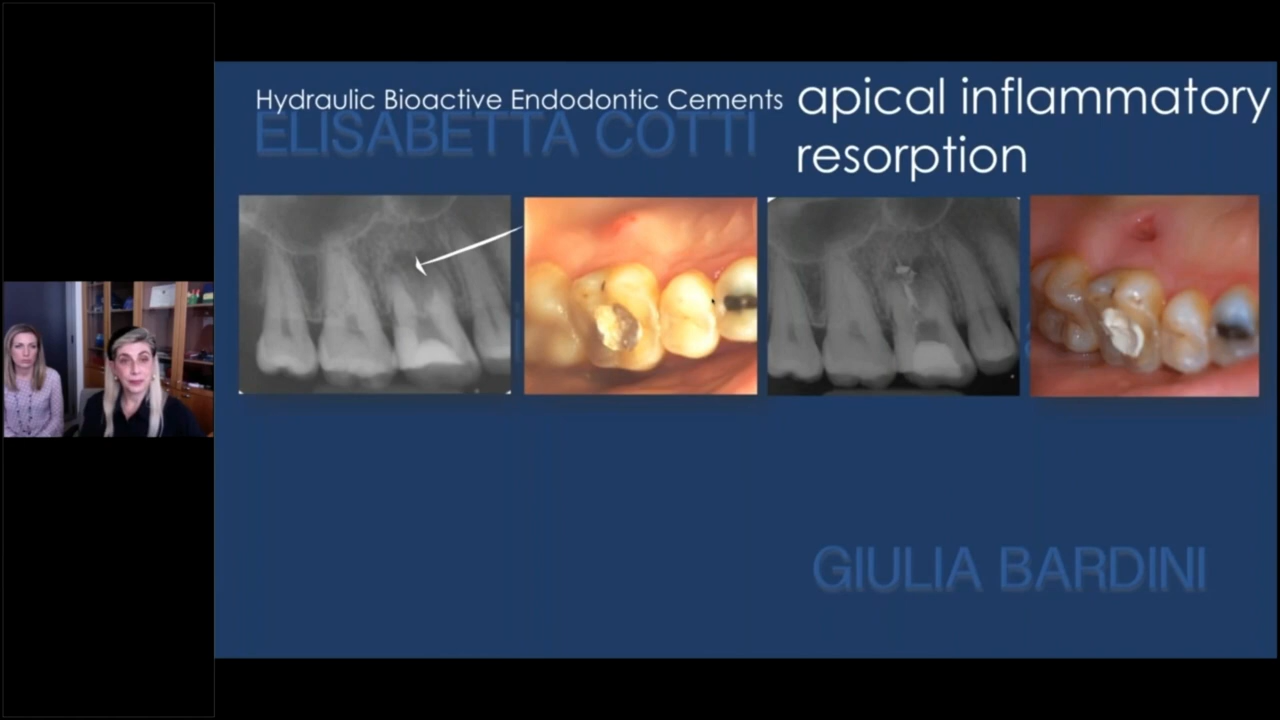 Hydraulic Bioactive Endodontic Cements
ELISABETTA COTTI
apical inflammatory
resorption
GIULIA BARDINI